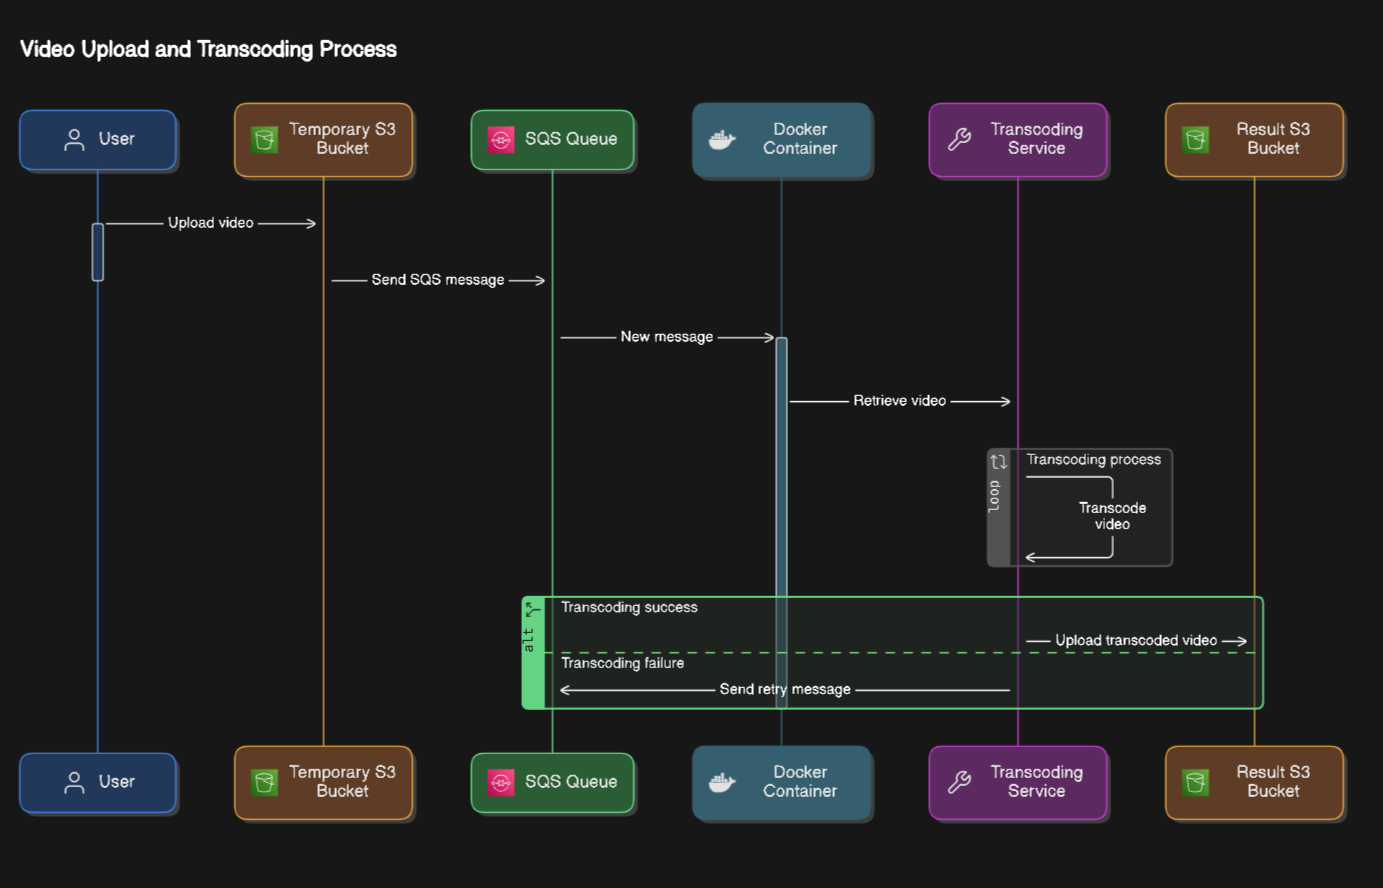 Video Upload and Transcoding Process
User
Temporary S3
Bucket
SQS Queue
Docker
Container
Transcoding
Service
Result S3
Bucket
Upload video
Send SQS message
New message
Retrieve video
loop
Transcoding process
Transcode
video
alt
Transcoding success
Upload transcoded video
Transcoding failure
Send retry message
User
Temporary S3
Bucket
SQS Queue
Docker
Container
Transcoding
Service
Result S3
Bucket